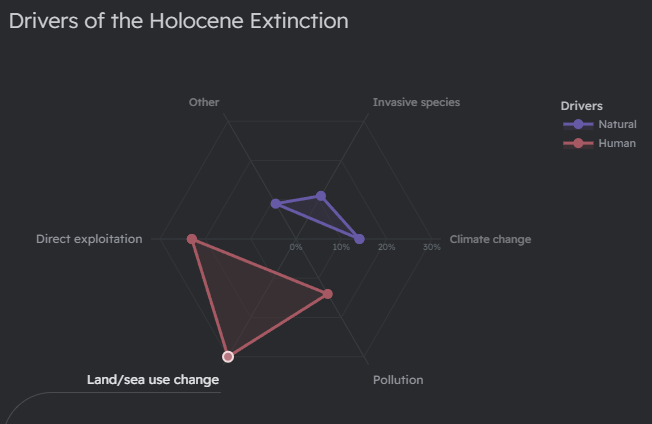 Drivers of the Holocene Extinction
Other
Invasive species
Drivers
Natural
Human
Direct exploitation
0%
10%
20%
30%
Climate change
Land/sea use change
Pollution